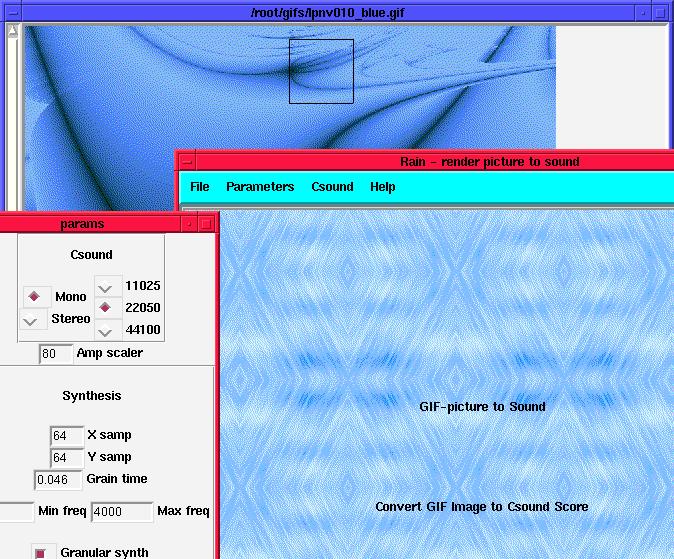 /root/gifs/lpnv010_blue.gif
Rain - render picture to sound
File Parameters Csound Help
params
Csound
Mono
Stereo
11025
22050
44100
80 Amp scaler
Synthesis
64 X samp
64 Y samp
0.046 Grain time
Min freq 4000 Max freq
Granular synth
GIF-picture to Sound
Convert GIF Image to Csound Score